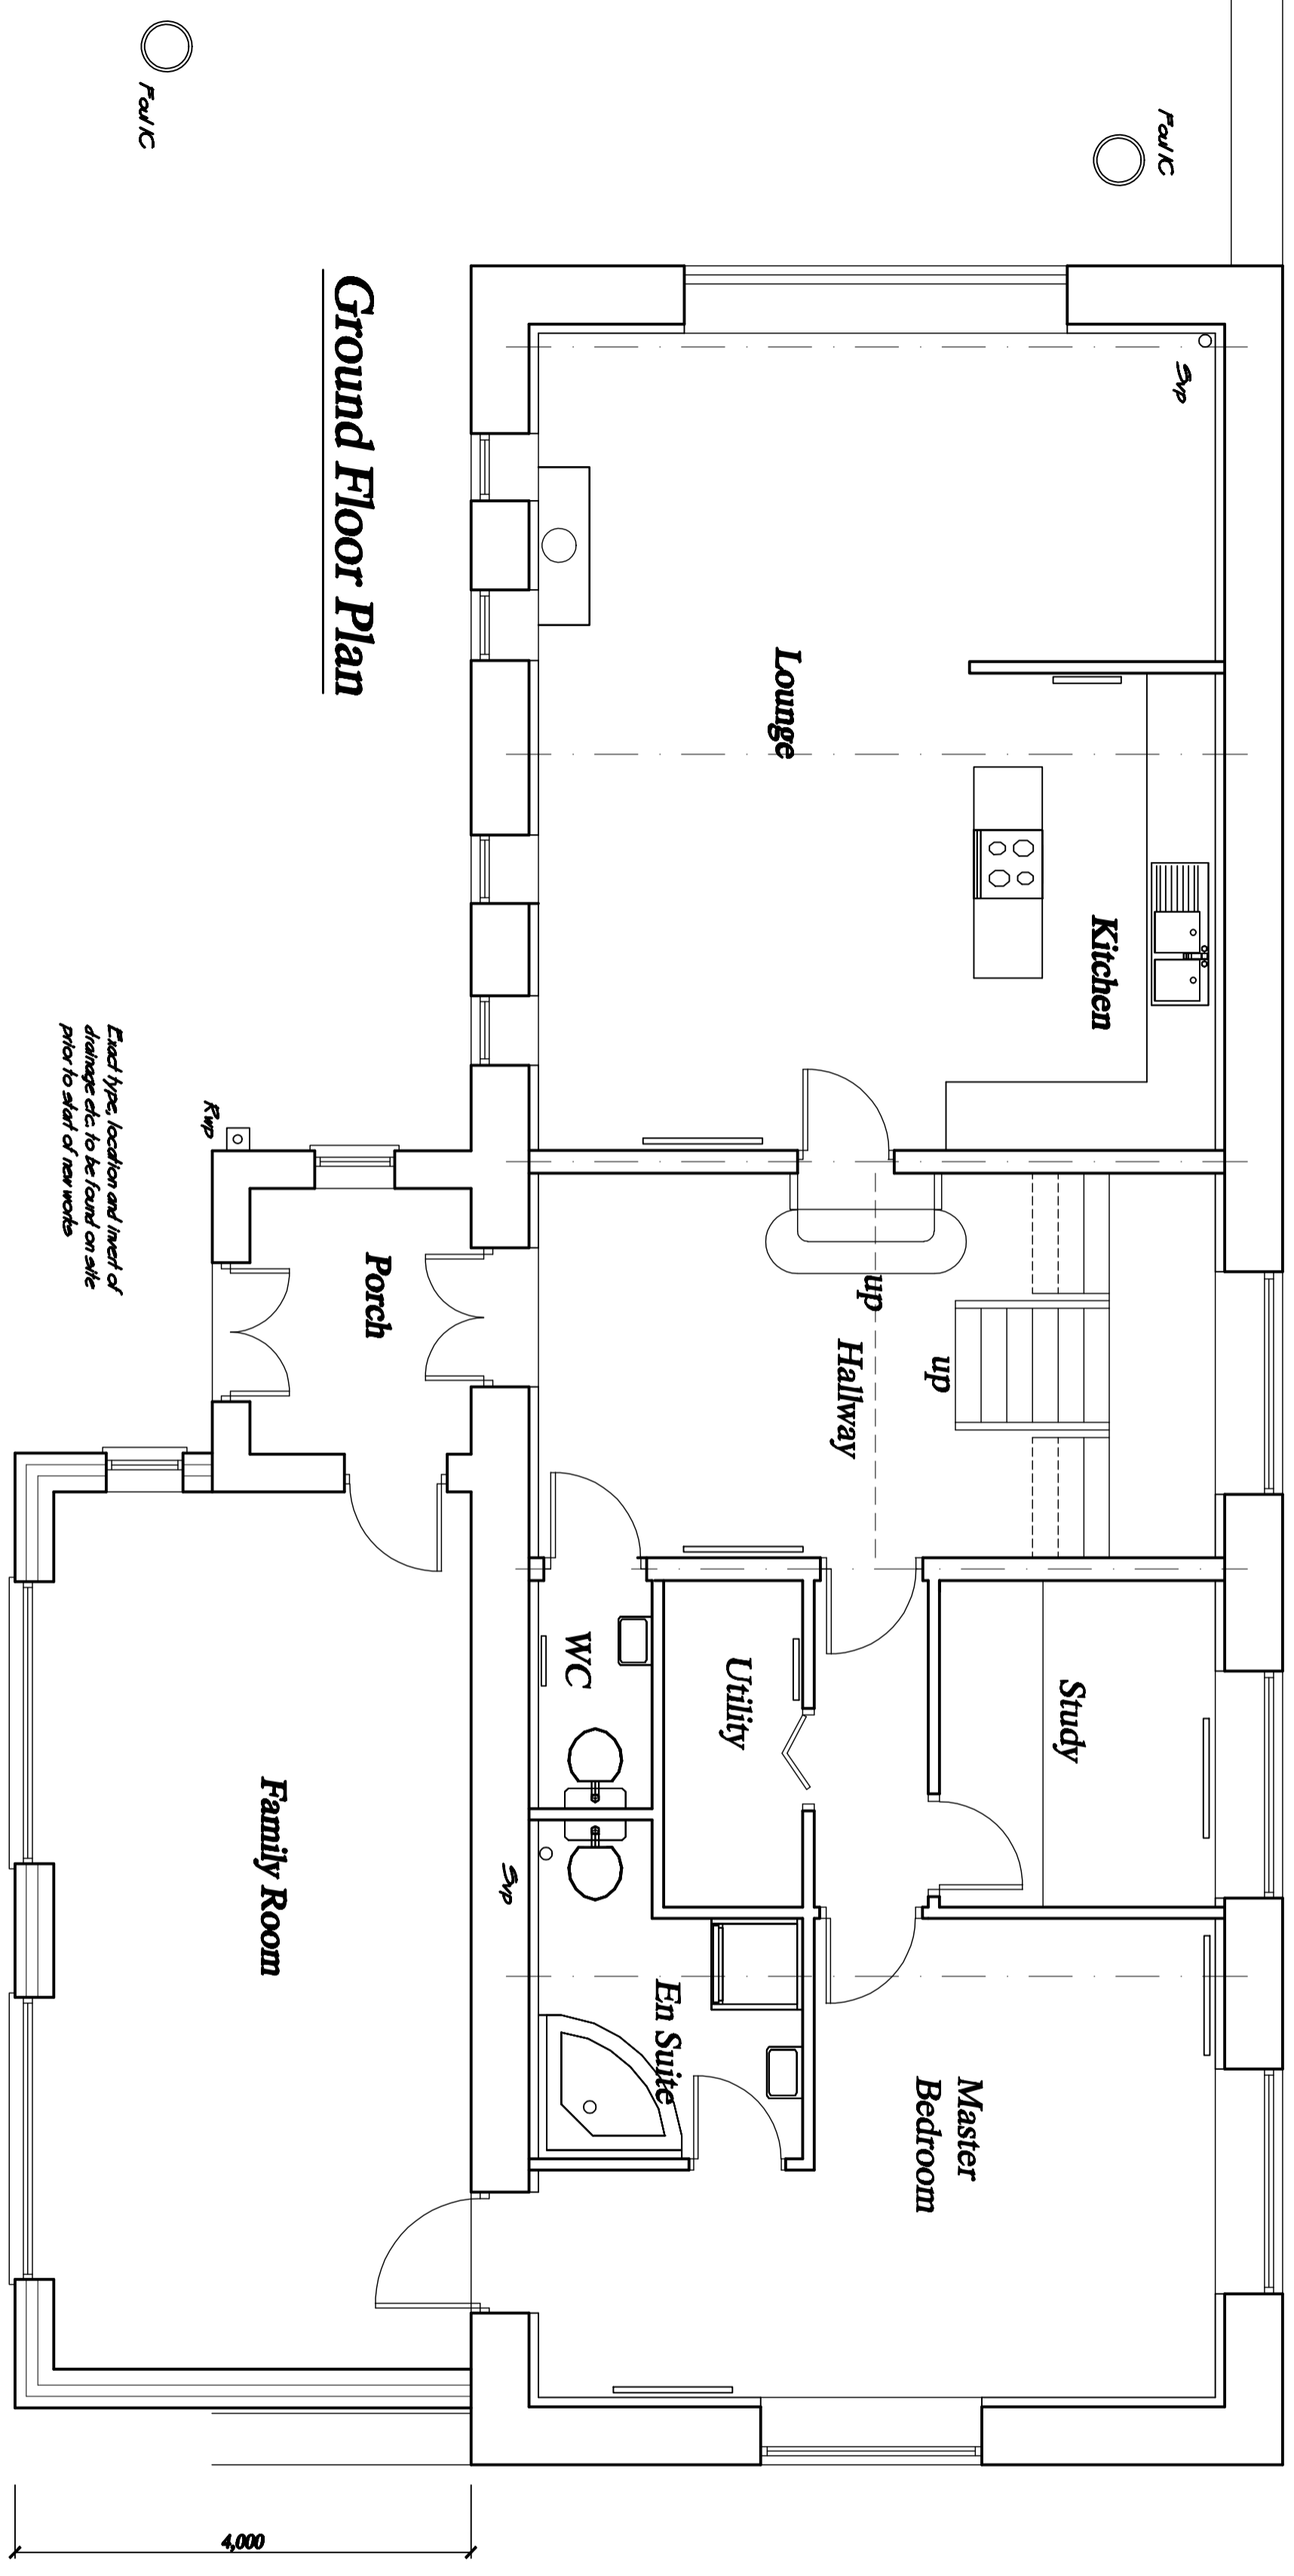 Foul IC
Foul IC
Svp
Kitchen
Lounge
up
up
Hallway
Study
Utility
WC
Svp
En Suite
Master
Bedroom
Ground Floor Plan
Porch
Rwp
Family Room
Exact type, location and invert of
drainage etc. to be found on site
prior to start of new works
4,000